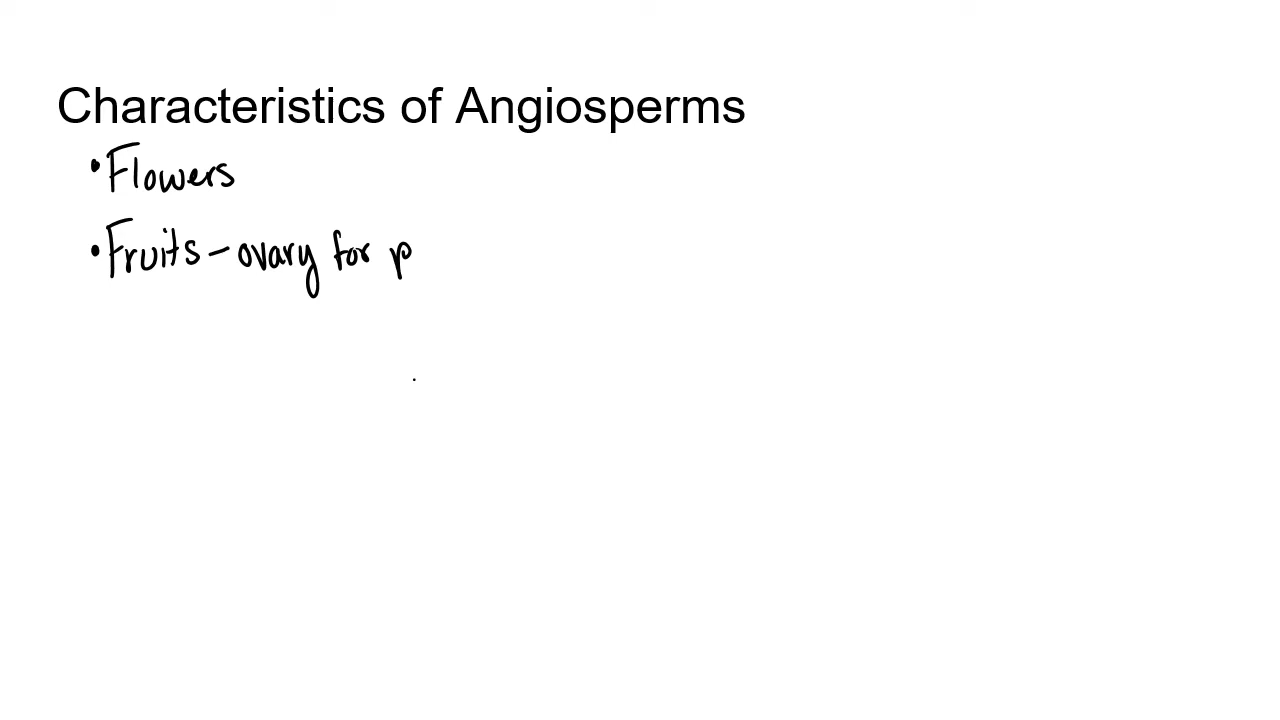 Characteristics of Angiosperms
• Flowers
• Fruits – ovary for p